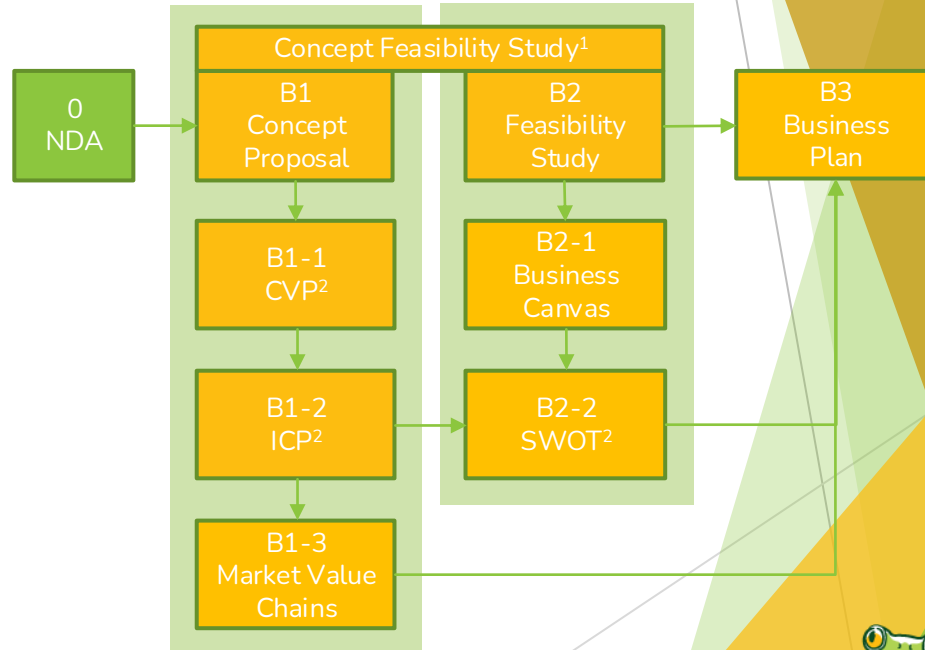 Concept Feasibility Study¹
0
NDA
B1
Concept
Proposal
B2
Feasibility
Study
B3
Business
Plan
B1-1
CVP²
B2-1
Business
Canvas
B1-2
ICP²
B2-2
SWOT²
B1-3
Market Value
Chains